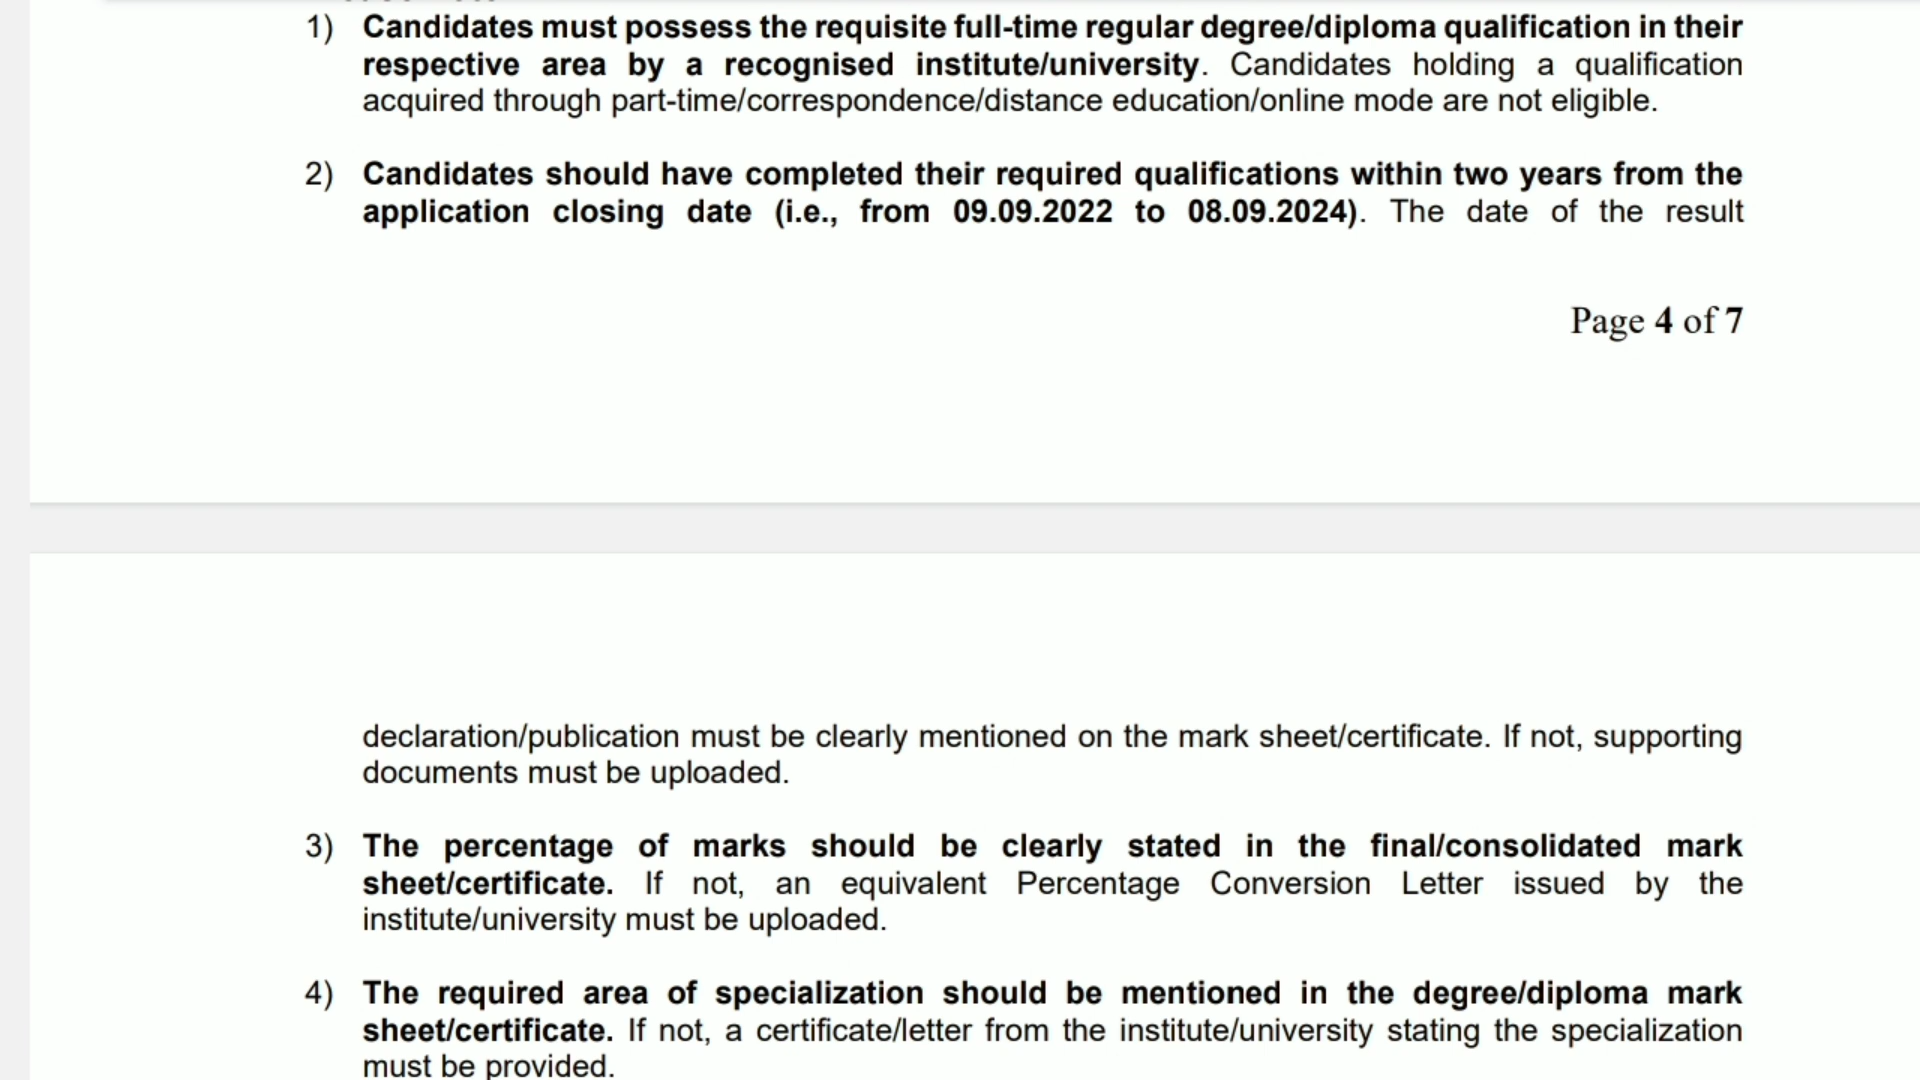 1) Candidates must possess the requisite full-time regular degree/diploma qualification in their
respective area by a recognised institute/university. Candidates holding a qualification
acquired through part-time/correspondence/distance education/online mode are not eligible.
2) Candidates should have completed their required qualifications within two years from the
application closing date (i.e., from 09.09.2022 to 08.09.2024). The date of the result
Page 4 of 7
declaration/publication must be clearly mentioned on the mark sheet/certificate. If not, supporting
documents must be uploaded.
3) The percentage of marks should be clearly stated in the final/consolidated mark
sheet/certificate. If not, an equivalent Percentage Conversion Letter issued by the
institute/university must be uploaded.
4) The required area of specialization should be mentioned in the degree/diploma mark
sheet/certificate. If not, a certificate/letter from the institute/university stating the specialization
must be provided.